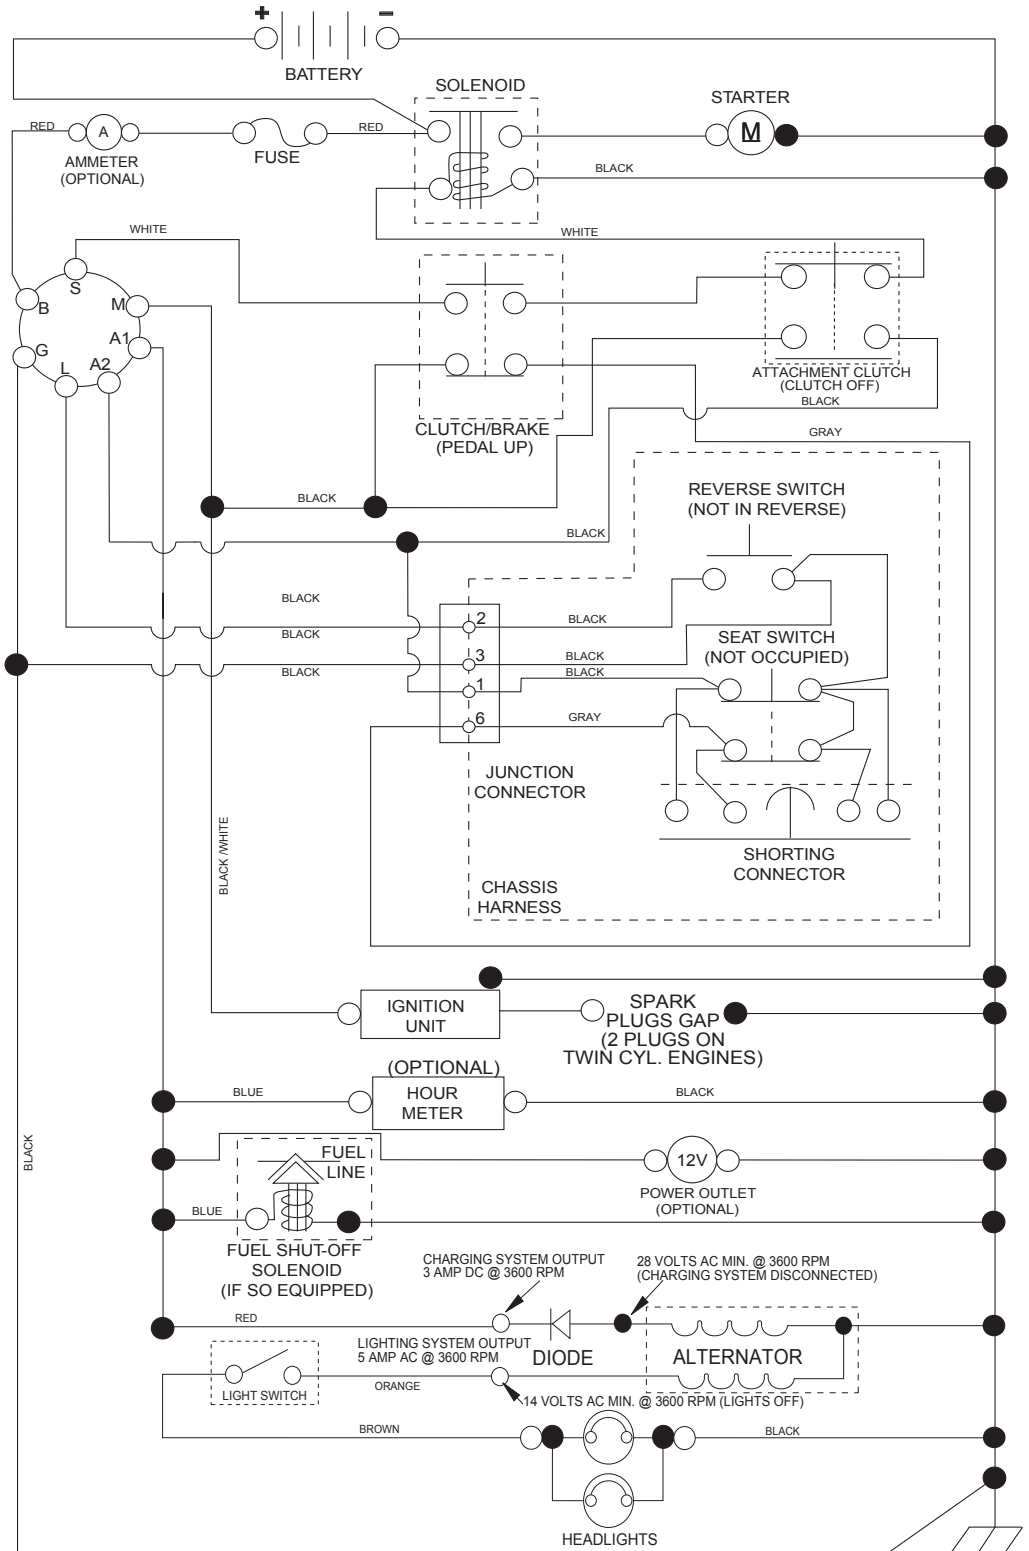 + −
BATTERY
SOLENOID
STARTER
RED
A
RED
M
AMMETER
(OPTIONAL)
FUSE
BLACK
WHITE
WHITE
S
B
M
G
A1
L
A2
ATTACHMENT CLUTCH
(CLUTCH OFF)
BLACK
CLUTCH/BRAKE
(PEDAL UP)
GRAY
REVERSE SWITCH
(NOT IN REVERSE)
BLACK
BLACK
BLACK
2
BLACK
BLACK
SEAT SWITCH
(NOT OCCUPIED)
3
BLACK
BLACK
BLACK
1
6
GRAY
JUNCTION
CONNECTOR
BLACK /WHITE
SHORTING
CONNECTOR
CHASSIS
HARNESS
IGNITION
UNIT
SPARK
PLUGS GAP
(2 PLUGS ON
TWIN CYL. ENGINES)
(OPTIONAL)
HOUR
METER
BLUE
BLACK
BLACK
FUEL
LINE
12V
POWER OUTLET
(OPTIONAL)
BLUE
FUEL SHUT-OFF
SOLENOID
(IF SO EQUIPPED)
CHARGING SYSTEM OUTPUT
3 AMP DC @ 3600 RPM
28 VOLTS AC MIN. @ 3600 RPM
(CHARGING SYSTEM DISCONNECTED)
RED
LIGHTING SYSTEM OUTPUT
5 AMP AC @ 3600 RPM
DIODE
ALTERNATOR
LIGHT SWITCH
ORANGE
14 VOLTS AC MIN. @ 3600 RPM (LIGHTS OFF)
BROWN
BLACK
HEADLIGHTS